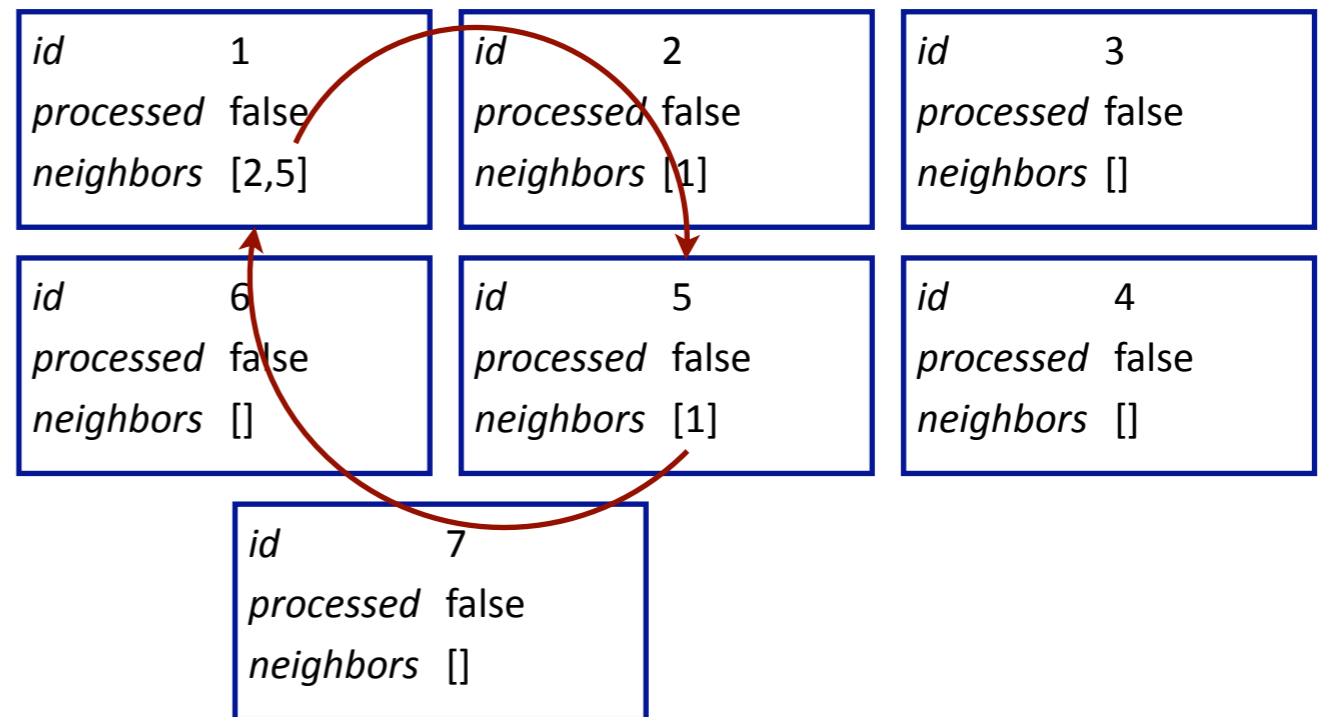 id 1
processed false
neighbors [2,5]
id 2
processed false
neighbors [1]
id 3
processed false
neighbors []
id 6
processed false
neighbors []
id 5
processed false
neighbors [1]
id 4
processed false
neighbors []
id 7
processed false
neighbors []